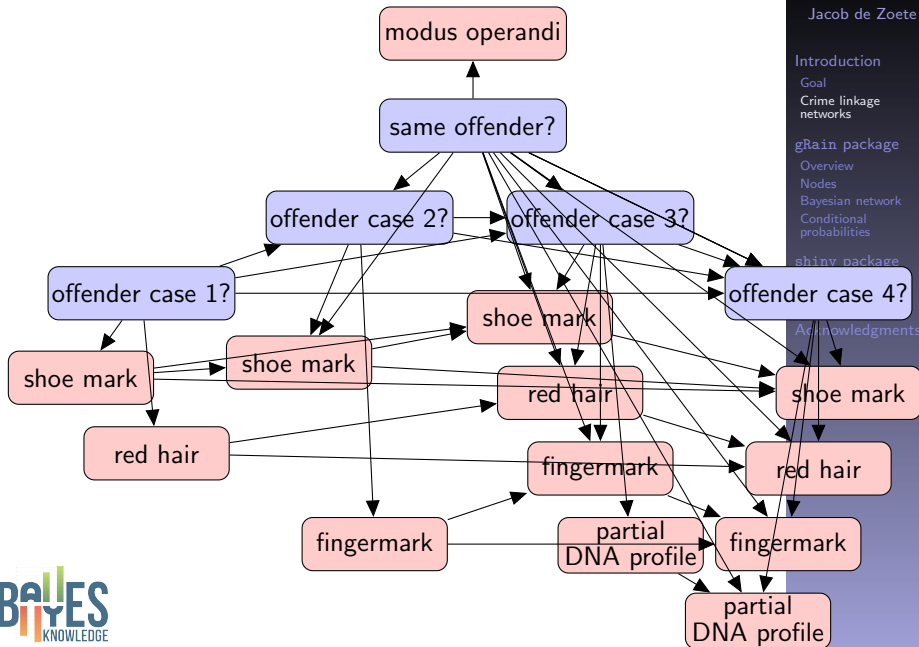 modus operandi
same offender?
offender case 2?
offender case 3?
offender case 1?
offender case 4?
shoe mark
shoe mark
shoe mark
shoe mark
red hair
red hair
red hair
fingermark
fingermark
fingermark
partial
DNA profile
partial
DNA profile
BAYES
KNOWLEDGE
Jacob de Zoete
Introduction
Goal
Crime linkage
networks
gRain package
Overview
Nodes
Bayesian network
Conditional
probabilities
shiny package
Acknowledgments